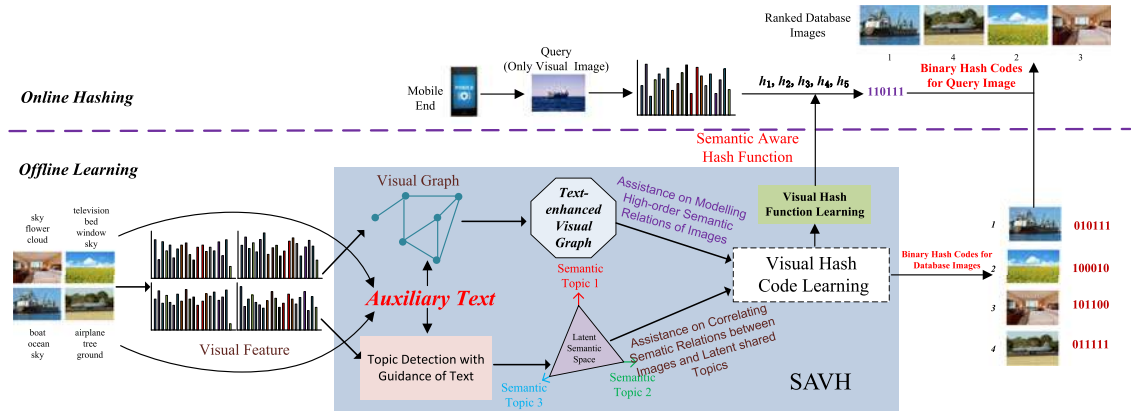 Ranked Database
Images
1
4
2
3
Query
(Only Visual Image)
Mobile
End
h1, h2, h3, h4, h5
110111
Binary Hash Codes
for Query Image
Online Hashing
Semantic Aware
Hash Function
Offline Learning
sky
flower
cloud
television
bed
window
sky
boat
ocean
sky
airplane
tree
ground
Visual Feature
Visual Graph
Auxiliary Text
Topic Detection with
Guidance of Text
Text-
enhanced
Visual
Graph
Semantic
Topic 1
Latent
Semantic
Space
Semantic
Topic 3
Semantic
Topic 2
Assistance on Modelling
High-order Semantic
Relations of Images
Assistance on Correlating
Sematic Relations between
Images and Latent shared
Topics
Visual Hash
Function Learning
Visual Hash
Code Learning
SAVH
Binary Hash Codes for
Database Images
1
010111
2
100010
3
101100
4
011111